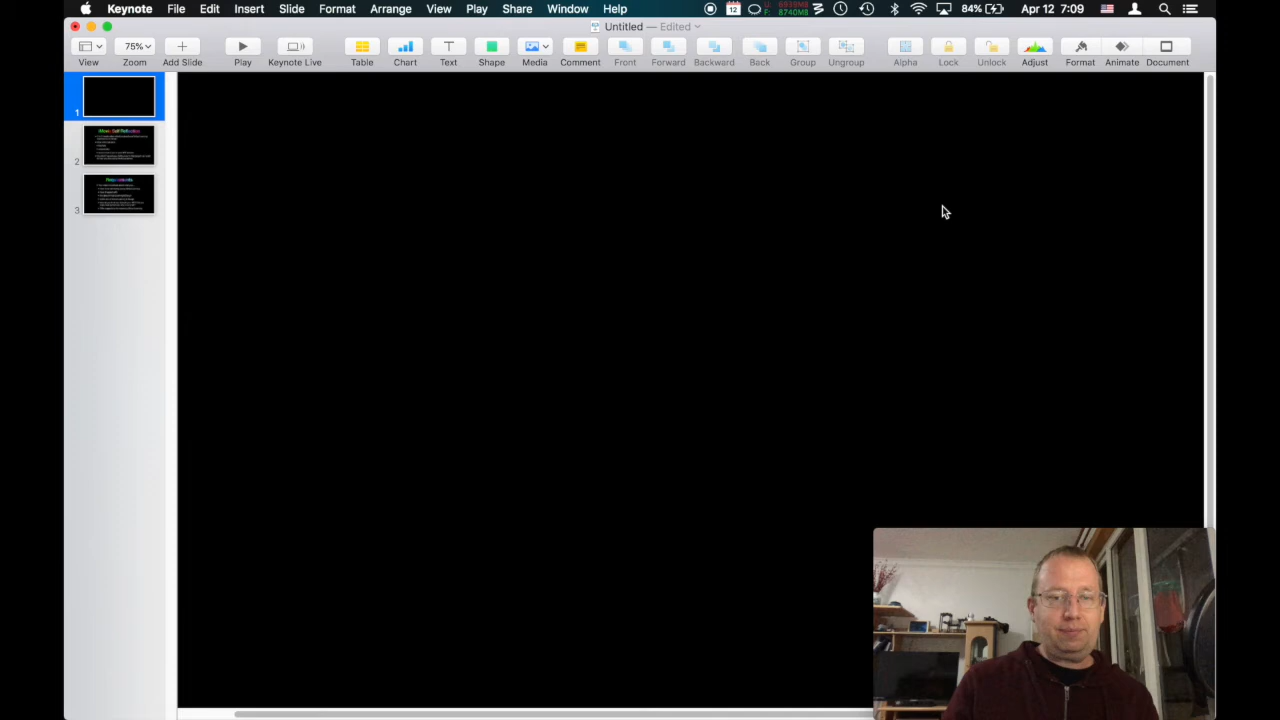 Keynote File Edit Insert Slide Format Arrange View Play Share Window Help 12 84% Apr 12 7:09
Untitled — Edited
75%
View Zoom Add Slide Play Keynote Live Table Chart Text Shape Media Comment Front Forward Backward Back Group Ungroup Alpha Lock Unlock Adjust Format Animate Document
1
2
3